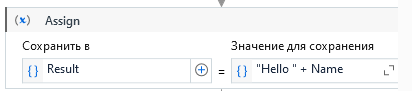 (x) Assign
Сохранить в Значение для сохранения
{} Result = {} "Hello " + Name